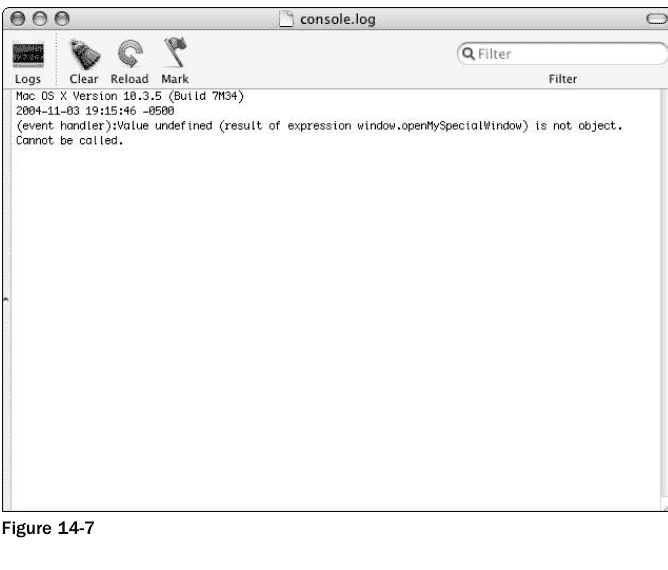 console.log
Filter
Logs Clear Reload Mark Filter
Mac OS X Version 10.3.5 (Build 7M34)
2004-11-03 19:15:46 -0500
(event handler):Value undefined (result of expression window.openMySpecialWindow) is not object.
Cannot be called.
Figure 14-7